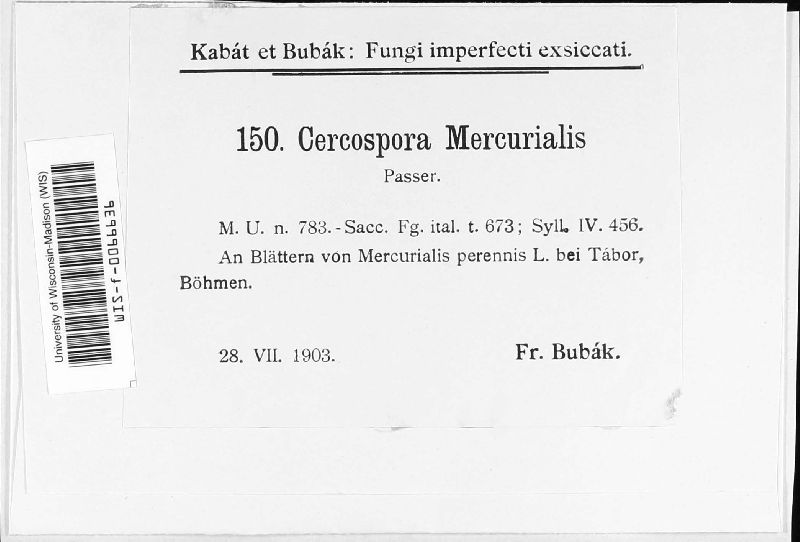 Kabát et Bubák: Fungi imperfecti exsiccati.
150. Cercospora Mercurialis
Passer.
M. U. n. 783. - Sacc. Fg. ital. t. 673; Syll. IV. 456.
An Blättern von Mercurialis perennis L. bei Tábor,
Böhmen.
28. VII. 1903.
Fr. Bubák.
University of Wisconsin-Madison (WIS)
WIS-f-0066936